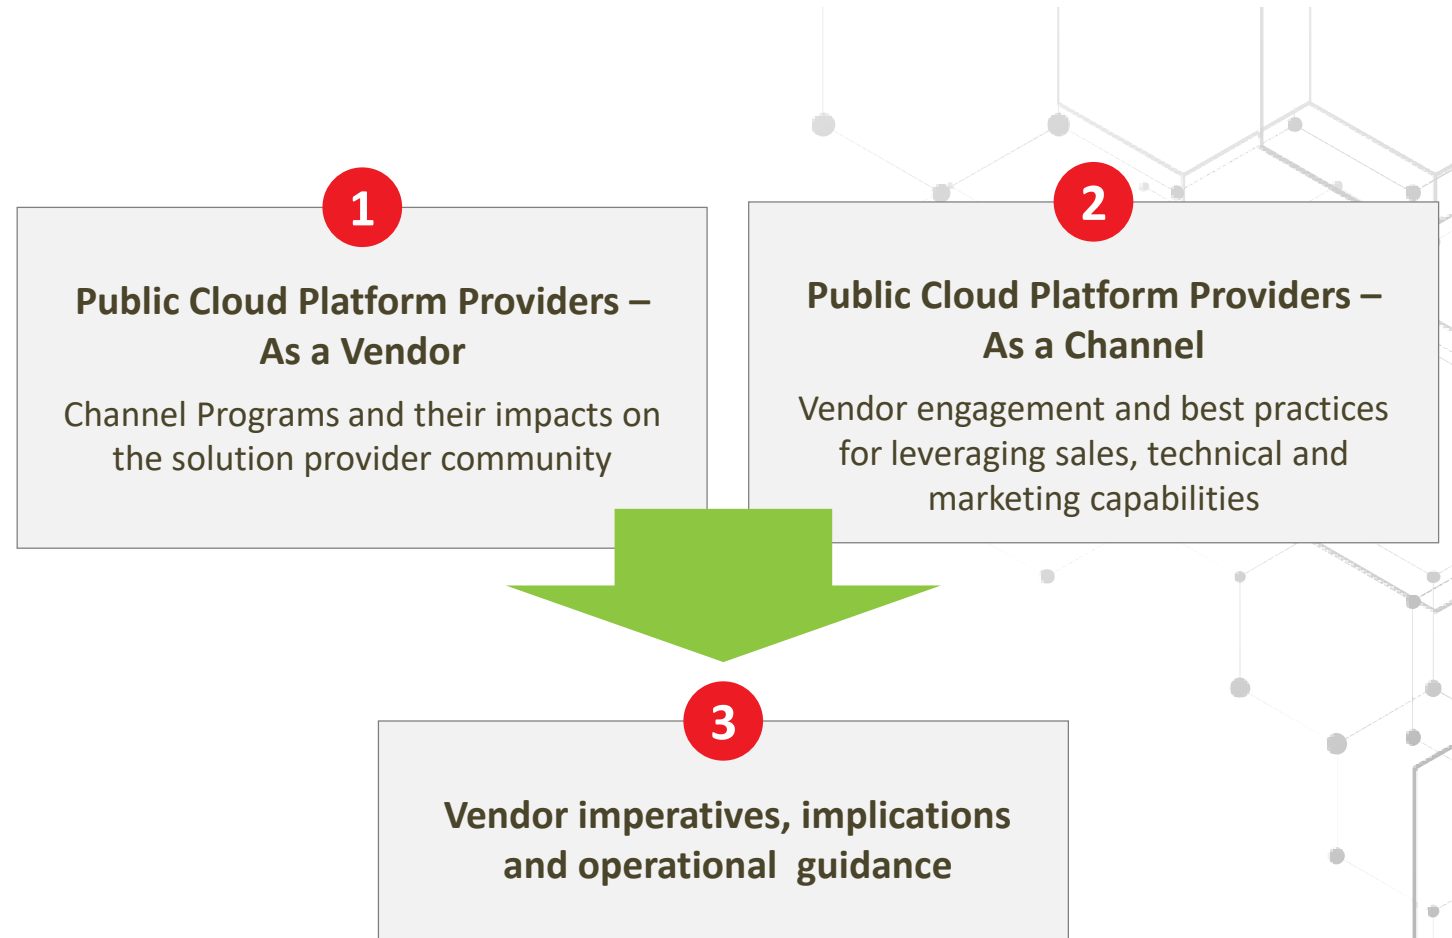 1
Public Cloud Platform Providers –
As a Vendor
Channel Programs and their impacts on
the solution provider community
2
Public Cloud Platform Providers –
As a Channel
Vendor engagement and best practices
for leveraging sales, technical and
marketing capabilities
3
Vendor imperatives, implications
and operational  guidance